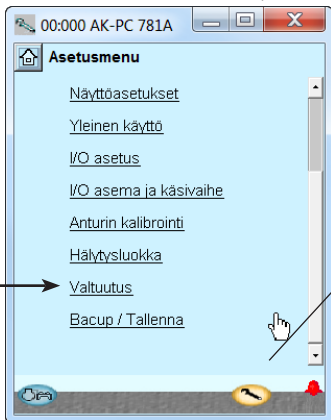 00:000 AK-PC 781A
Asetusmenu
Näyttöasetukset
Yleinen käyttö
I/O asetus
I/O asema ja käsivaihe
Anturin kalibrointi
Hälytysluokka
Valtuutus
Bacup / Tallenna